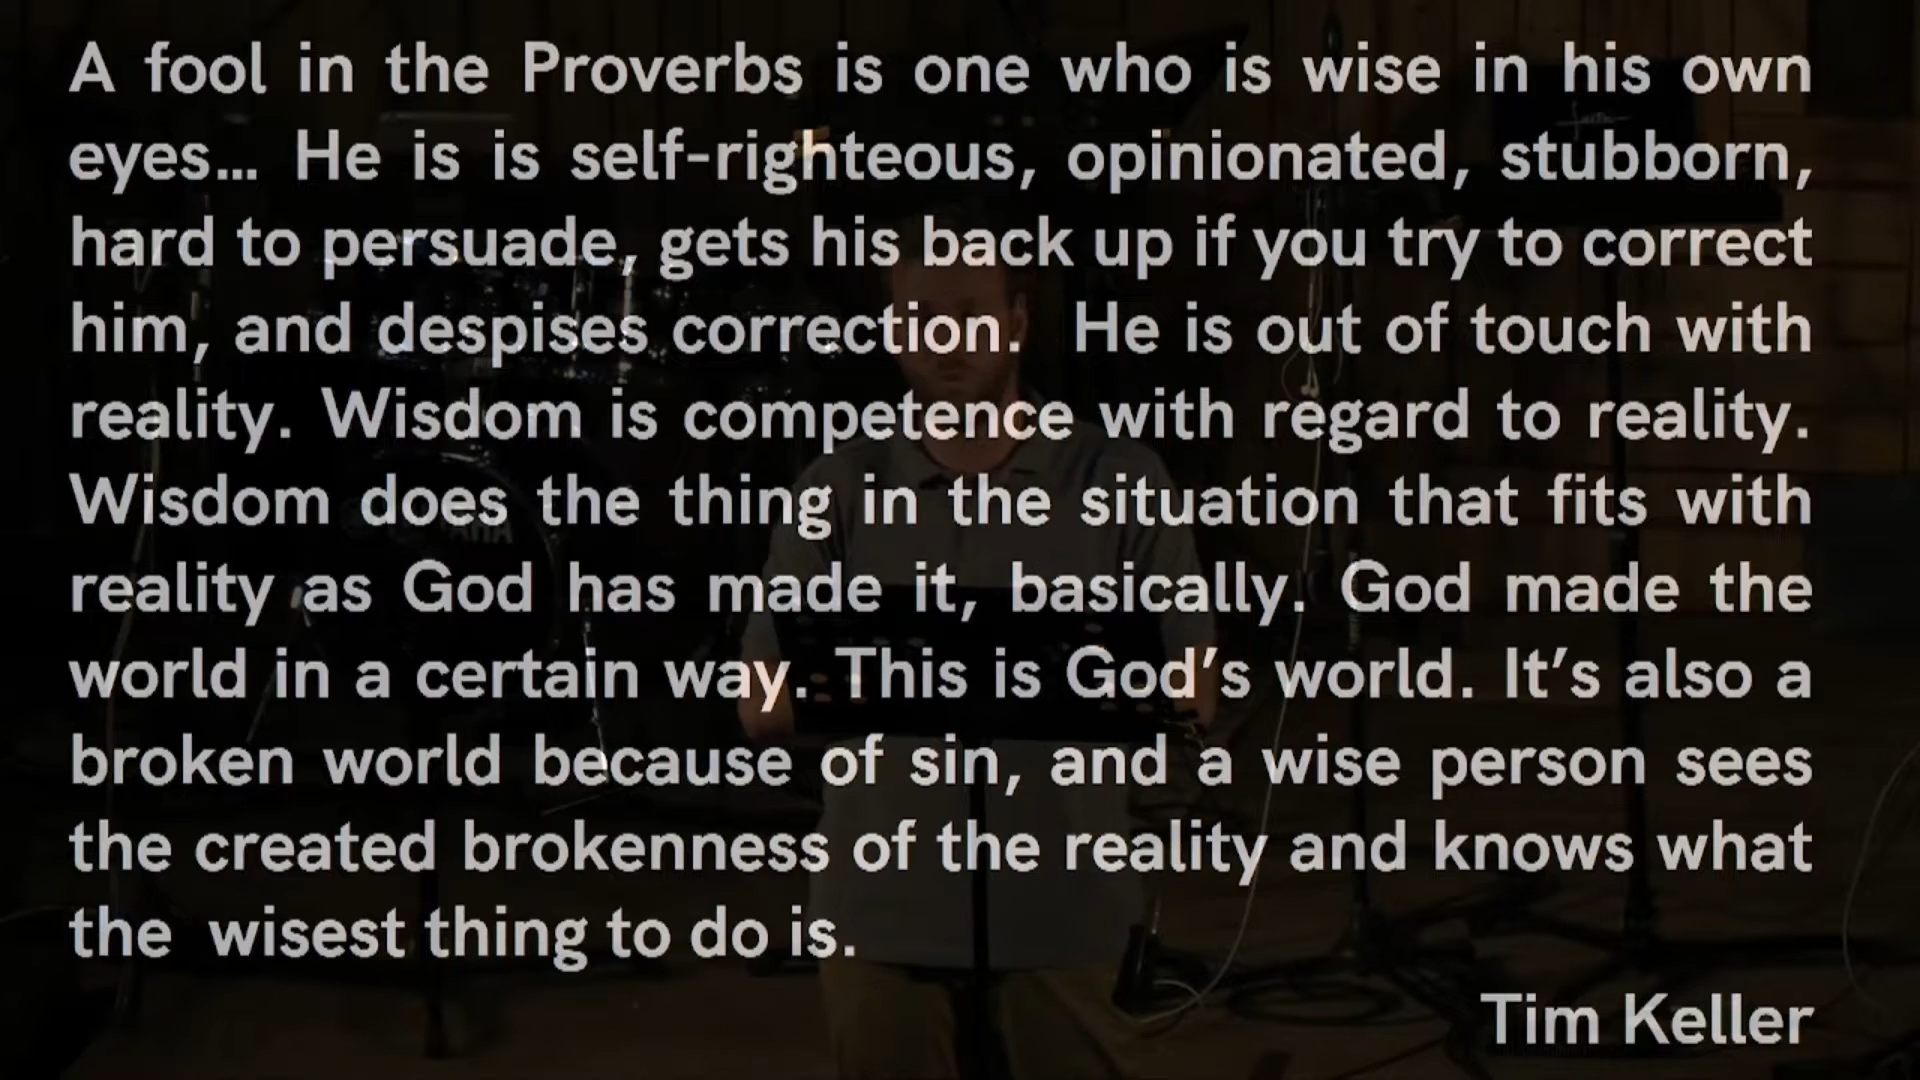 A fool in the Proverbs is one who is wise in his own
eyes... He is is self-righteous, opinionated, stubborn,
hard to persuade, gets his back up if you try to correct
him, and despises correction. He is out of touch with
reality. Wisdom is competence with regard to reality.
Wisdom does the thing in the situation that fits with
reality as God has made it, basically. God made the
world in a certain way. This is God’s world. It’s also a
broken world because of sin, and a wise person sees
the created brokenness of the reality and knows what
the wisest thing to do is.
Tim Keller